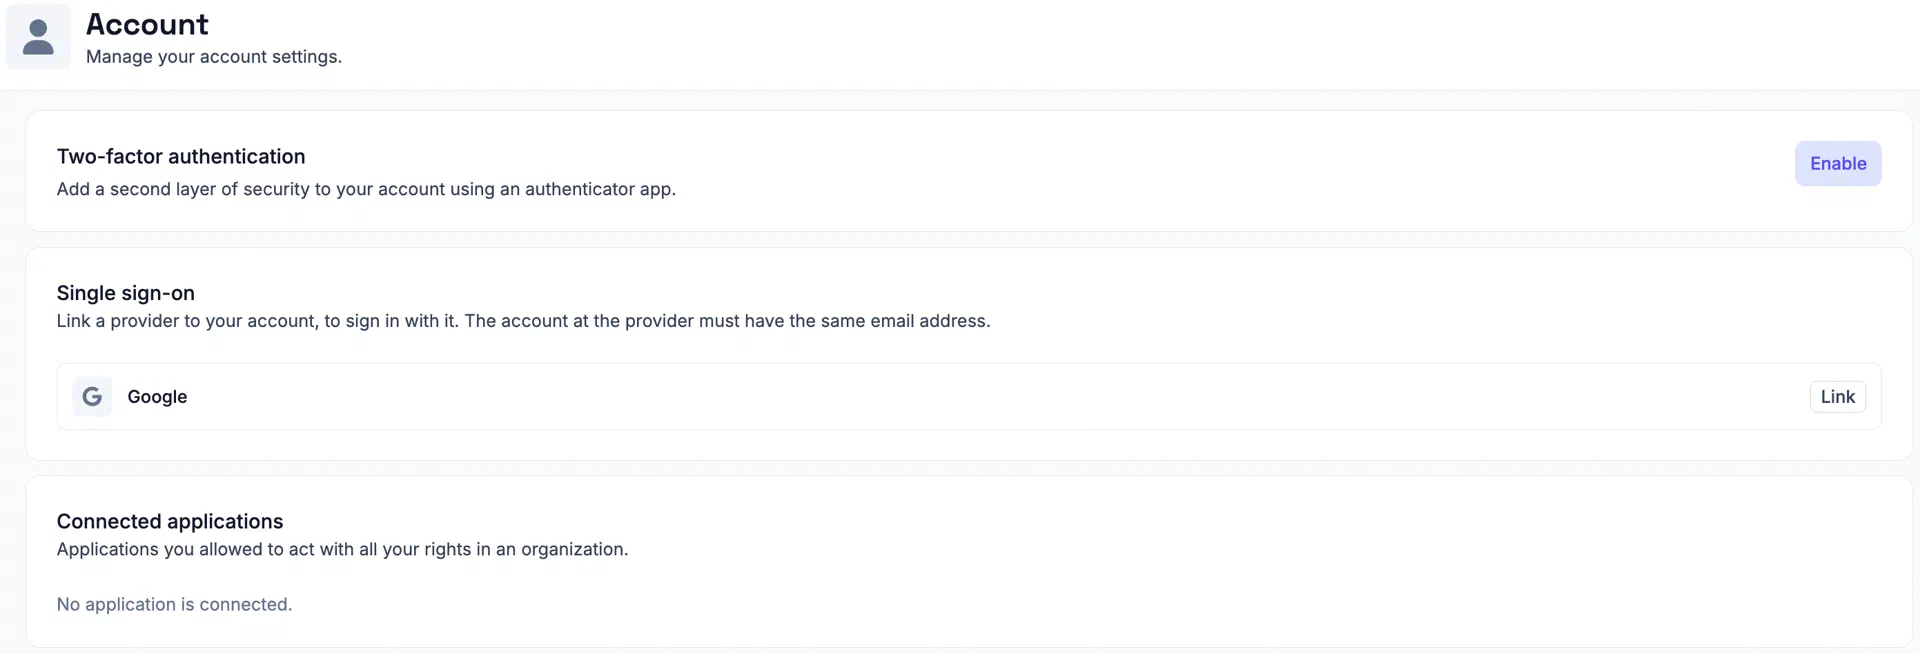 Account
Manage your account settings.
Two-factor authentication
Enable
Add a second layer of security to your account using an authenticator app.
Single sign-on
Link a provider to your account, to sign in with it. The account at the provider must have the same email address.
G Google
Link
Connected applications
Applications you allowed to act with all your rights in an organization.
No application is connected.